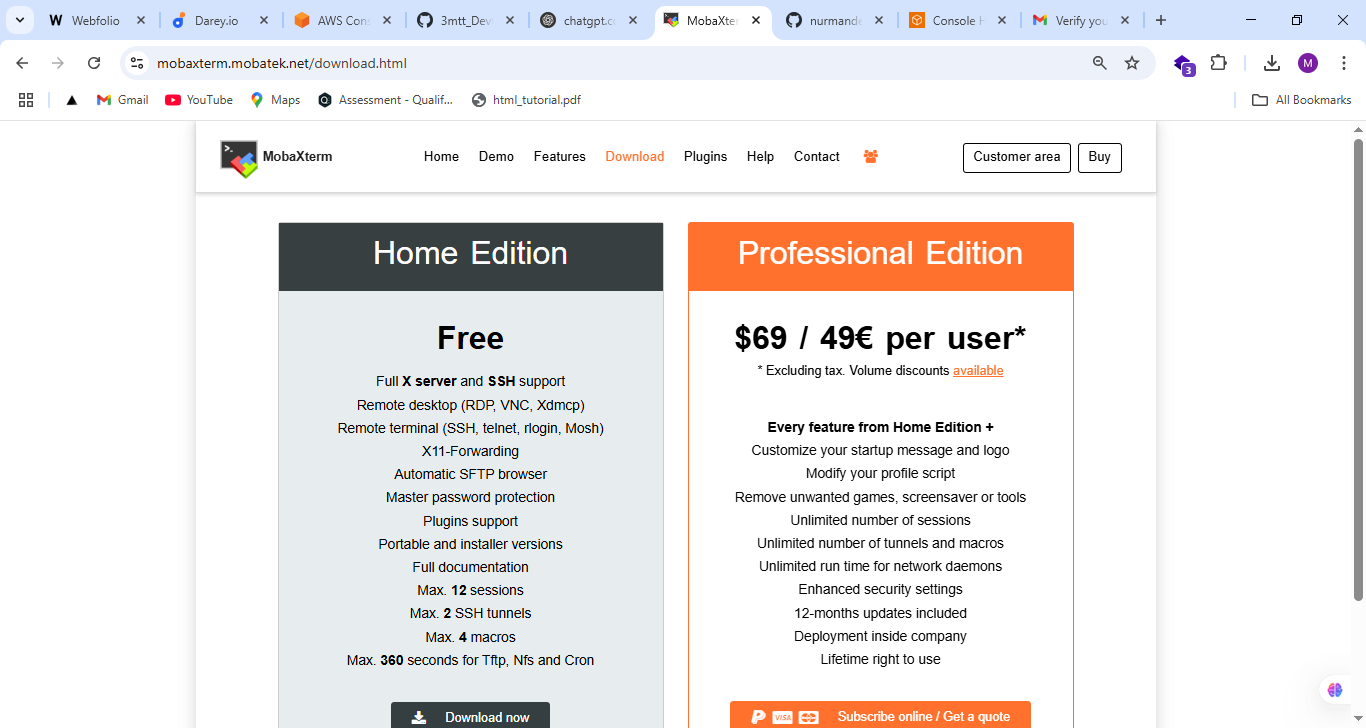 Webfolio
Darey.io
AWS Con
3mtt_Dev
chatgpt.co
MobaXter
nurmande
Console H
Verify you
mobaxterm.mobatek.net/download.html
3
M
Gmail
YouTube
Maps
Assessment - Qualif...
html_tutorial.pdf
All Bookmarks
MobaXterm
Home
Demo
Features
Download
Plugins
Help
Contact
Customer area
Buy
Home Edition
Free
Full X server and SSH support
Remote desktop (RDP, VNC, Xdmcp)
Remote terminal (SSH, telnet, rlogin, Mosh)
X11-Forwarding
Automatic SFTP browser
Master password protection
Plugins support
Portable and installer versions
Full documentation
Max. 12 sessions
Max. 2 SSH tunnels
Max. 4 macros
Max. 360 seconds for Tftp, Nfs and Cron
Download now
Professional Edition
$69 / 49€ per user*
* Excluding tax. Volume discounts available
Every feature from Home Edition +
Customize your startup message and logo
Modify your profile script
Remove unwanted games, screensaver or tools
Unlimited number of sessions
Unlimited number of tunnels and macros
Unlimited run time for network daemons
Enhanced security settings
12-months updates included
Deployment inside company
Lifetime right to use
VISA
Subscribe online / Get a quote